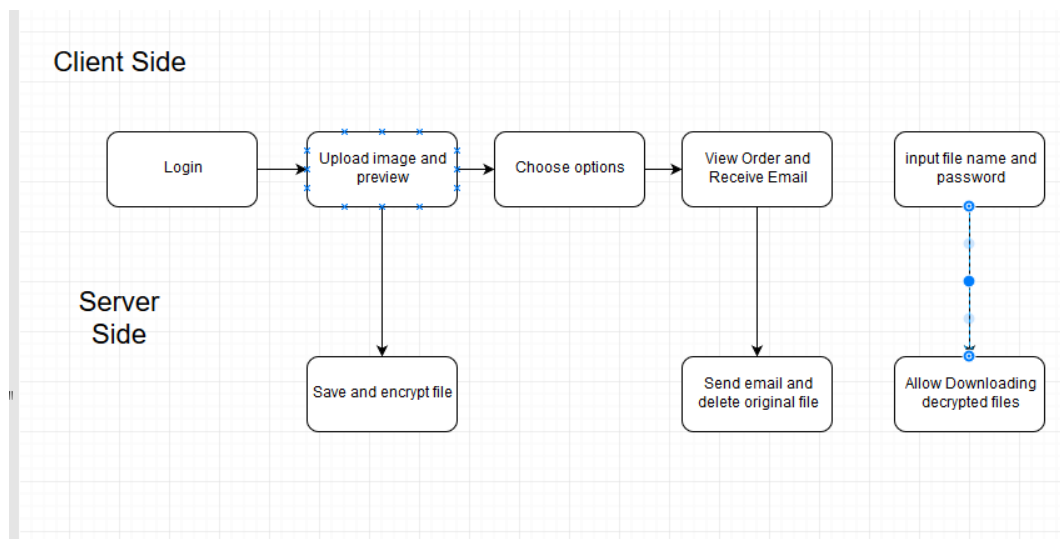 Client Side
Login
Upload image and
preview
Choose options
View Order and
Receive Email
input file name and
password
Server
Side
Save and encrypt file
Send email and
delete original file
Allow Downloading
decrypted files